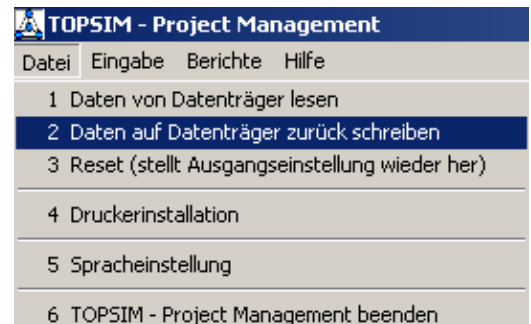 TOPSIM - Project Management
Datei Eingabe Berichte Hilfe
1 Daten von Datenträger lesen
2 Daten auf Datenträger zurück schreiben
3 Reset (stellt Ausgangseinstellung wieder her)
4 Druckerinstallation
5 Spracheinstellung
6 TOPSIM - Project Management beenden